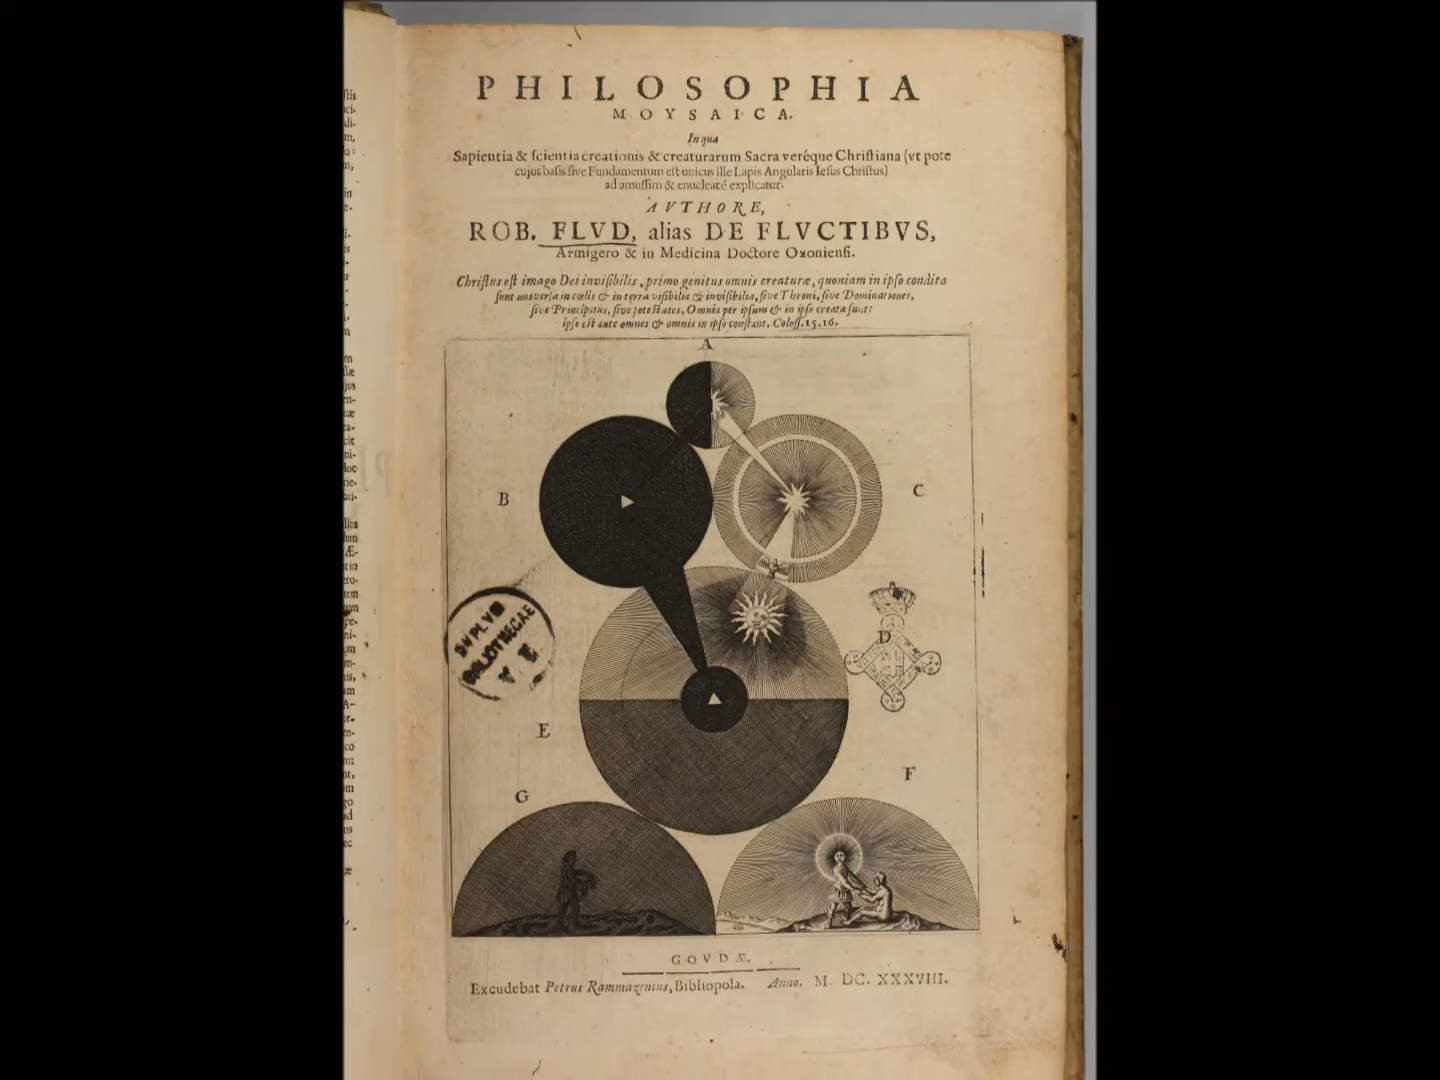 PHILOSOPHIA
MOYSAICA.
In qua
Sapientia & ſcientia creationis & creaturarum Sacra veréque Chriſtiana (vt pote
cujus baſis ſive Fundamentum eſt unicus ille Lapis Angularis Ieſus Chriſtus)
ad amuſſim & enucleaté explicatur.
AVTHORE,
ROB. FLVD, alias DE FLVCTIBVS,
Armigero & in Medicina Doctore Oxonienſi.
Chriſtus eſt imago Dei inviſibilis, primogenitus omnis creaturæ, quoniam in ipſo condita
ſunt univerſa in cœlis & in terra viſibilia & inviſibilia, ſive Throni, ſive Dominationes,
ſive Principatus, ſive poteſtates, Omnia per ipſum & in ipſo creata ſunt:
ipſe eſt ante omnes & omnia in ipſo conſtant. Coloſſ. 15. 16.
A
B
C
DVPLVM
BIBLIOTHECAE
V. E.
D
E
F
G
GOVDÆ,
Excudebat Petrus Rammazenius, Bibliopola. Anno. M. DC. XXXVIII.